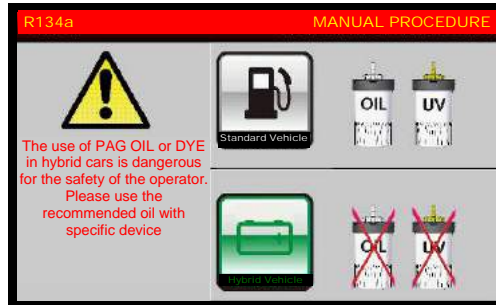 R134a MANUAL PROCEDURE
The use of PAG OIL or DYE
in hybrid cars is dangerous
for the safety of the operator.
Please use the
recommended oil with
specific device
Standard Vehicle
OIL UV
Hybrid Vehicle
OIL UV